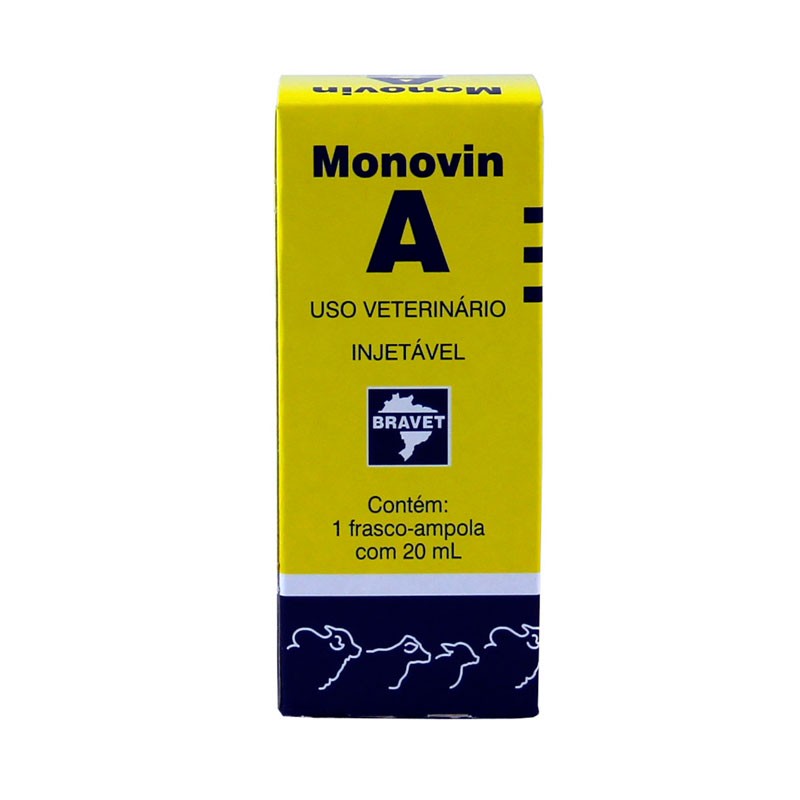 Monovin
A
Monovin
A
USO VETERINÁRIO
INJETÁVEL
BRAVET
Contém:
1 frasco-ampola
com 20 mL